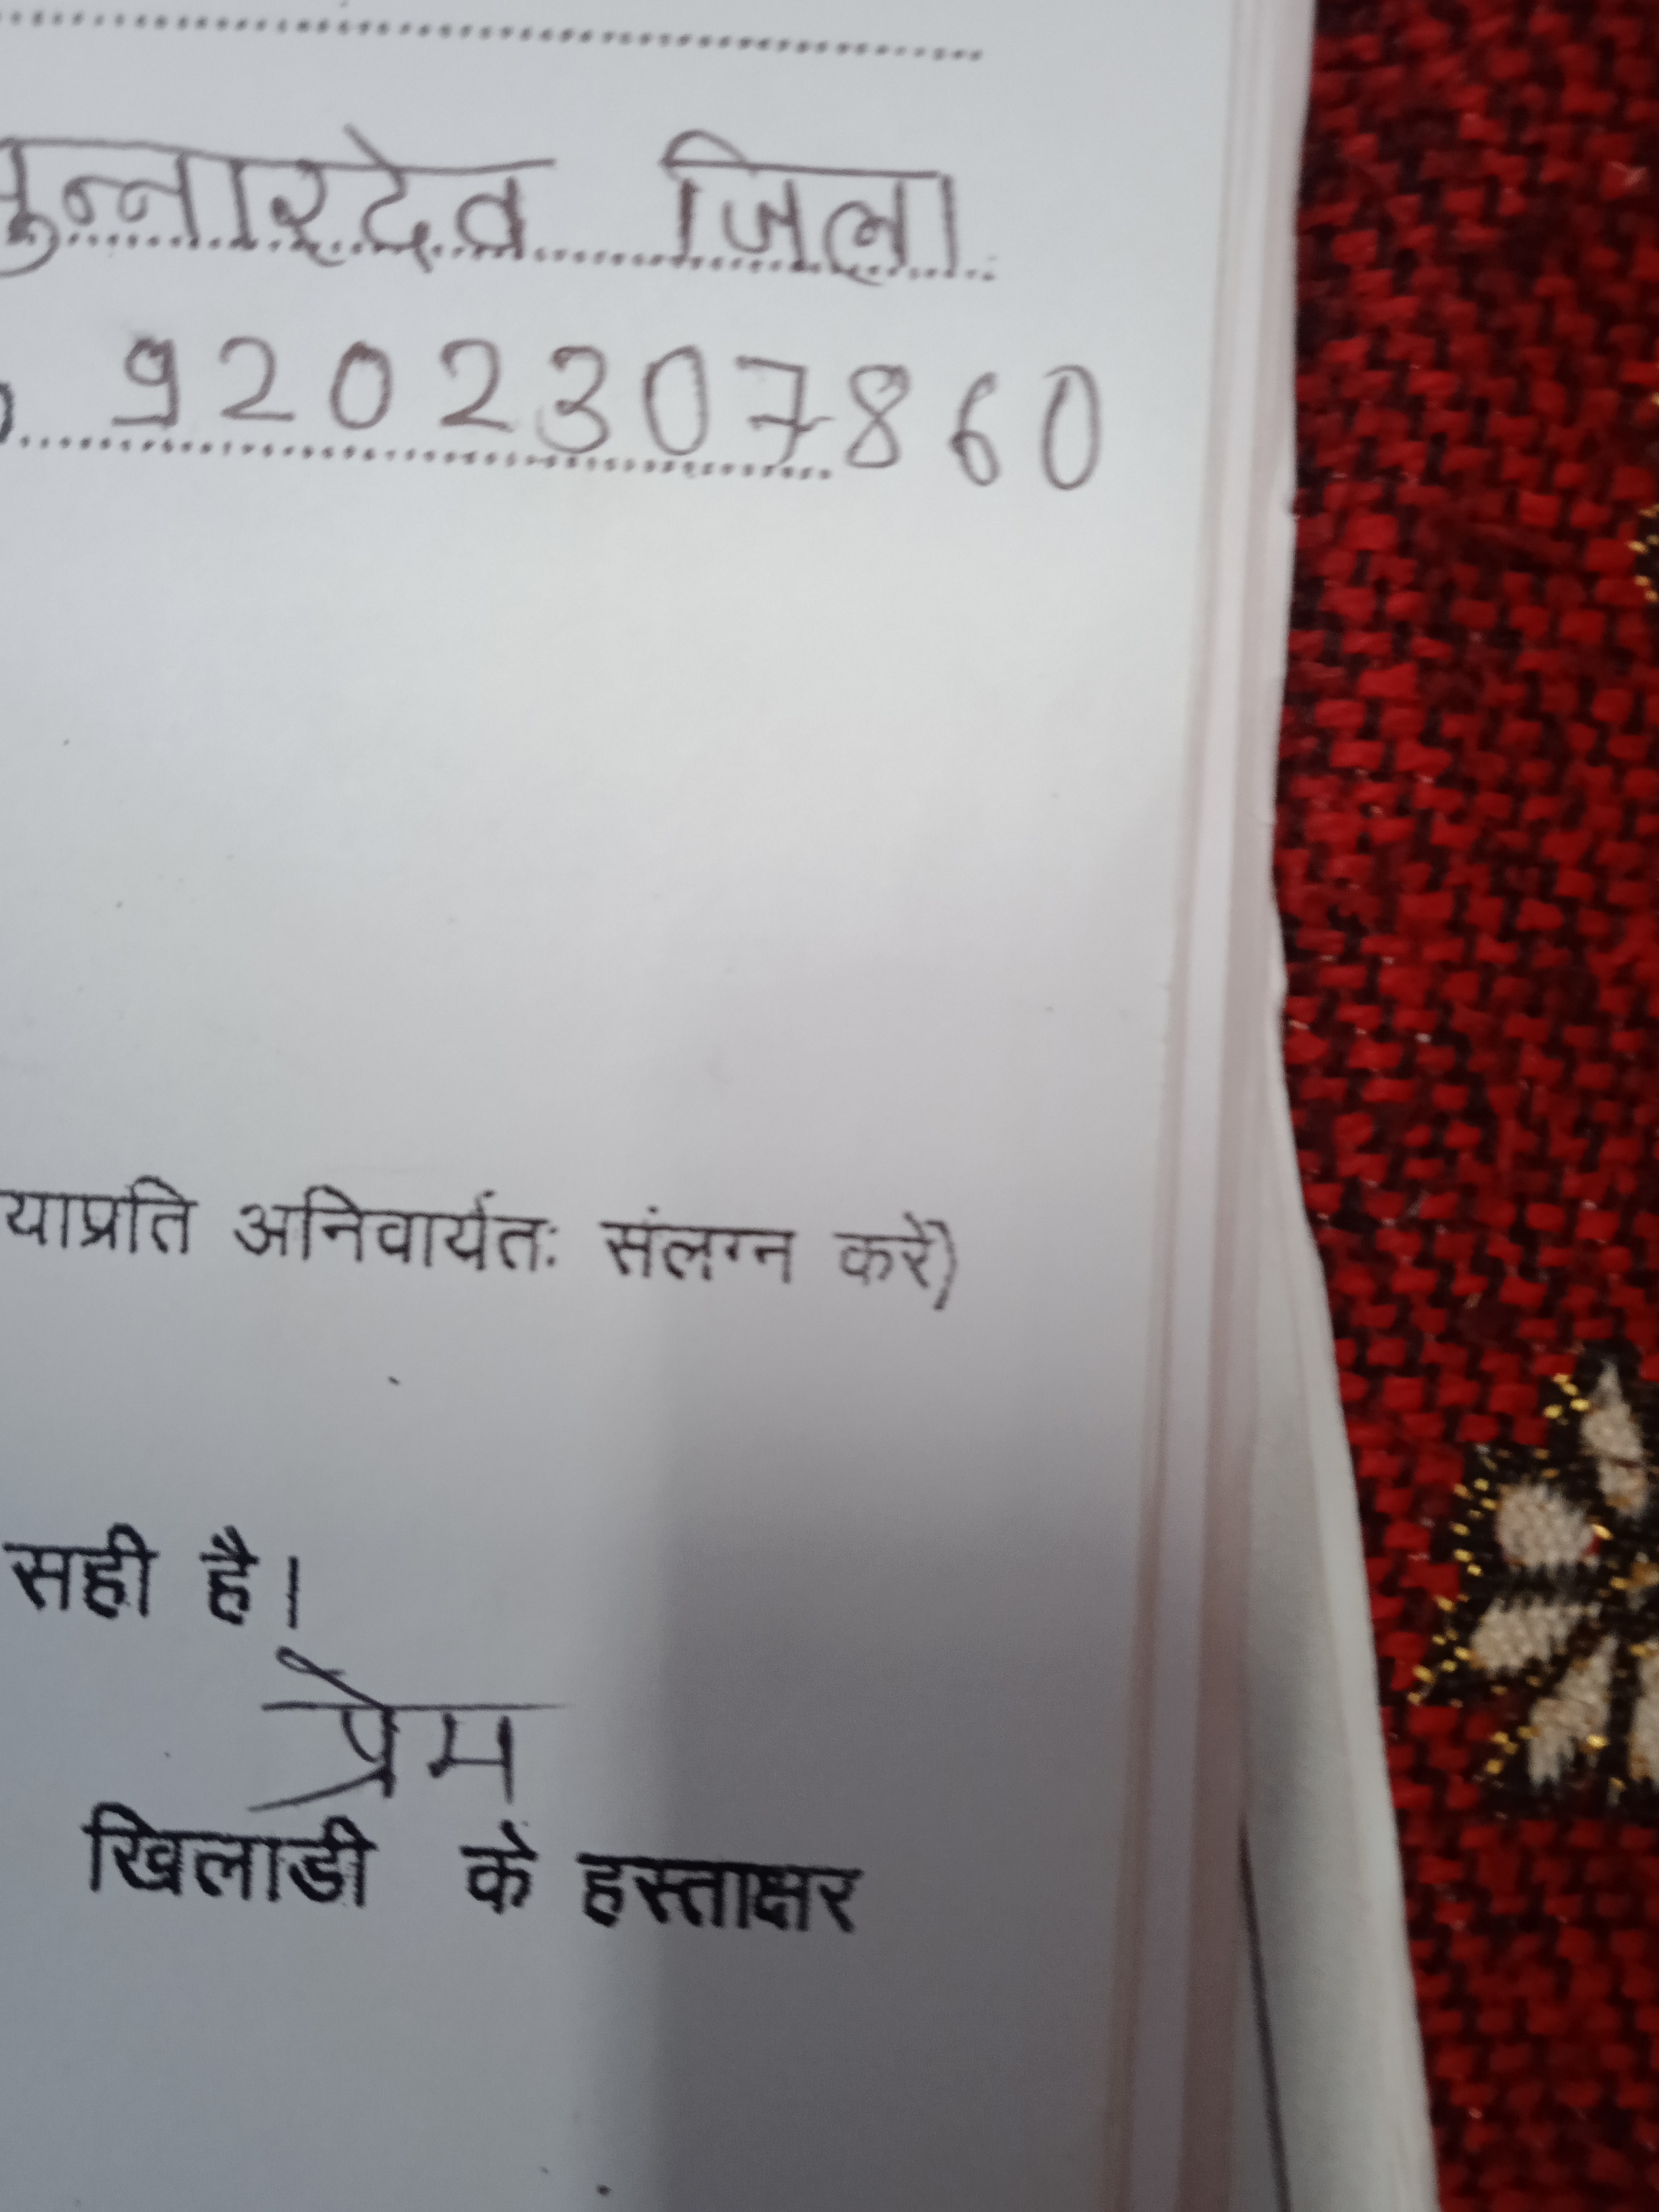 मुन्नारदेव जिला
9202307860
याप्रति अनिवार्यतः संलग्न करें)
सही है।
प्रेम
खिलाडी के हस्ताक्षर